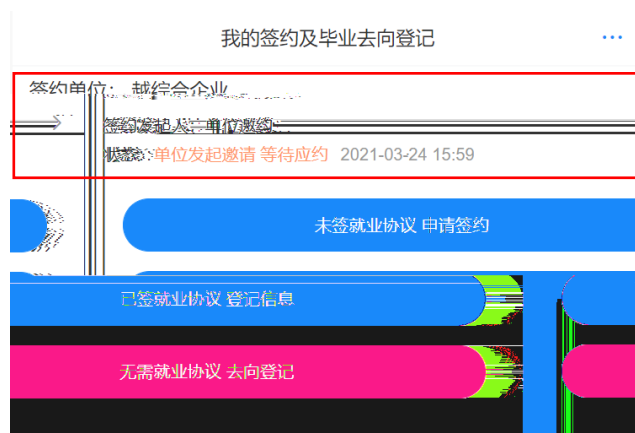 我的签约及毕业去向登记
签约单位： 越综合企业
签约发起人：单位邀约
状态：单位发起邀请 等待应约 2021-03-24 15:59
未签就业协议 申请签约
已签就业协议 登记信息
无需就业协议 去向登记